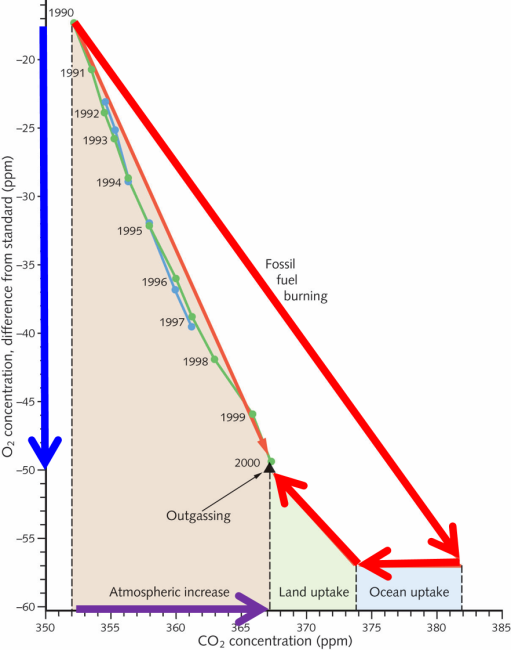 1990
1991
1992
1993
1994
1995
1996
1997
1998
1999
2000
Fossil
fuel
burning
Outgassing
Atmospheric increase
Land uptake
Ocean uptake
O₂ concentration, difference from standard (ppm)
−20
−25
−30
−35
−40
−45
−50
−55
−60
350 355 360 365 370 375 380 385
CO₂ concentration (ppm)